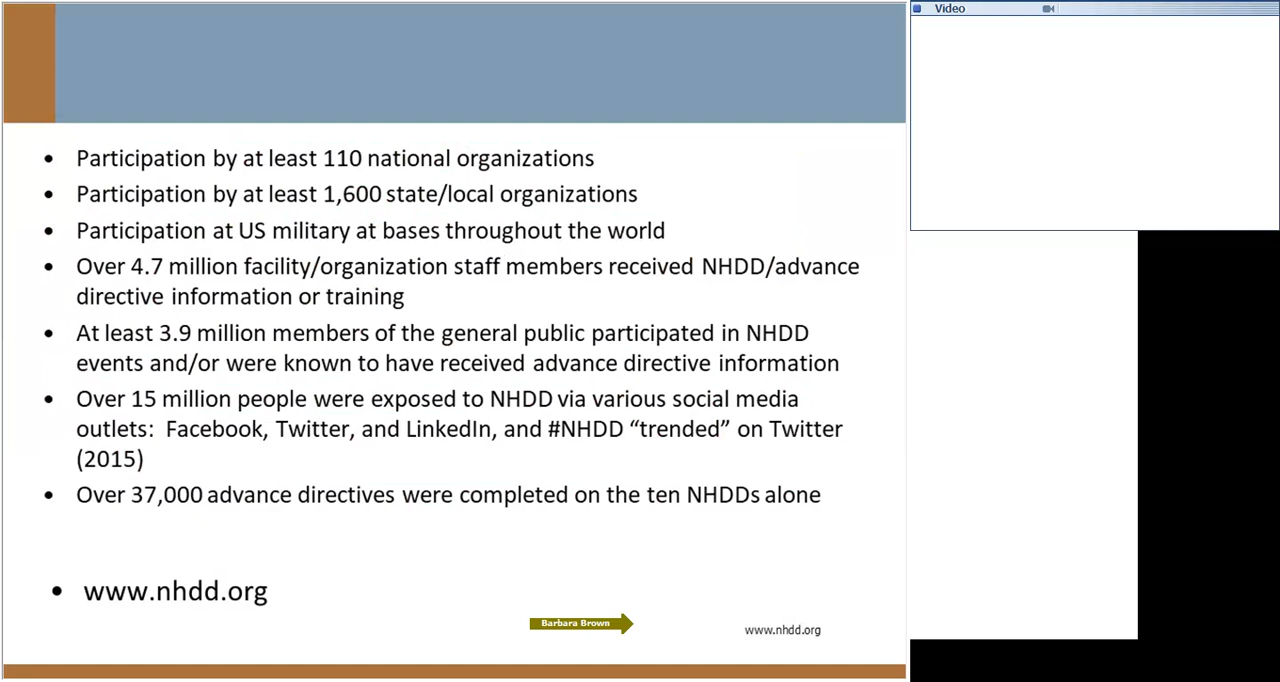 Video
• Participation by at least 110 national organizations
• Participation by at least 1,600 state/local organizations
• Participation at US military at bases throughout the world
• Over 4.7 million facility/organization staff members received NHDD/advance
directive information or training
• At least 3.9 million members of the general public participated in NHDD
events and/or were known to have received advance directive information
• Over 15 million people were exposed to NHDD via various social media
outlets:  Facebook, Twitter, and LinkedIn, and #NHDD “trended” on Twitter
(2015)
• Over 37,000 advance directives were completed on the ten NHDDs alone
• www.nhdd.org
Barbara Brown
www.nhdd.org